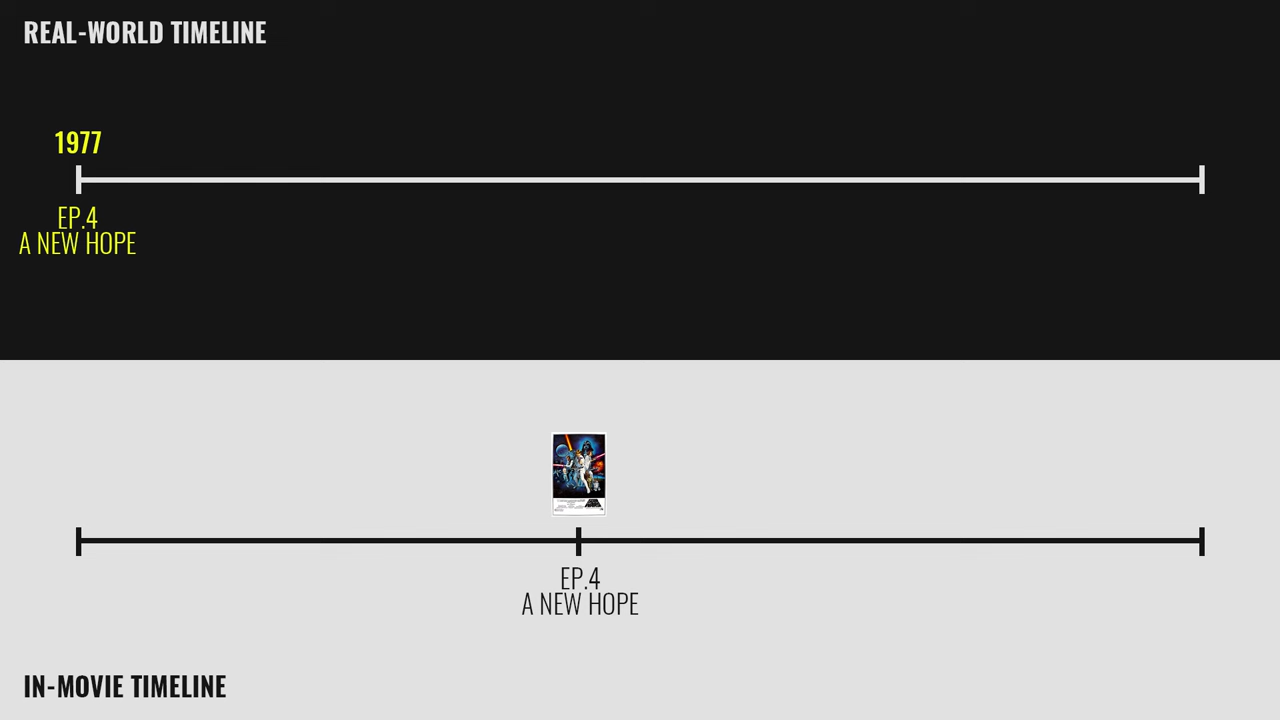 REAL-WORLD TIMELINE
1977
EP.4
A NEW HOPE
EP.4
A NEW HOPE
IN-MOVIE TIMELINE